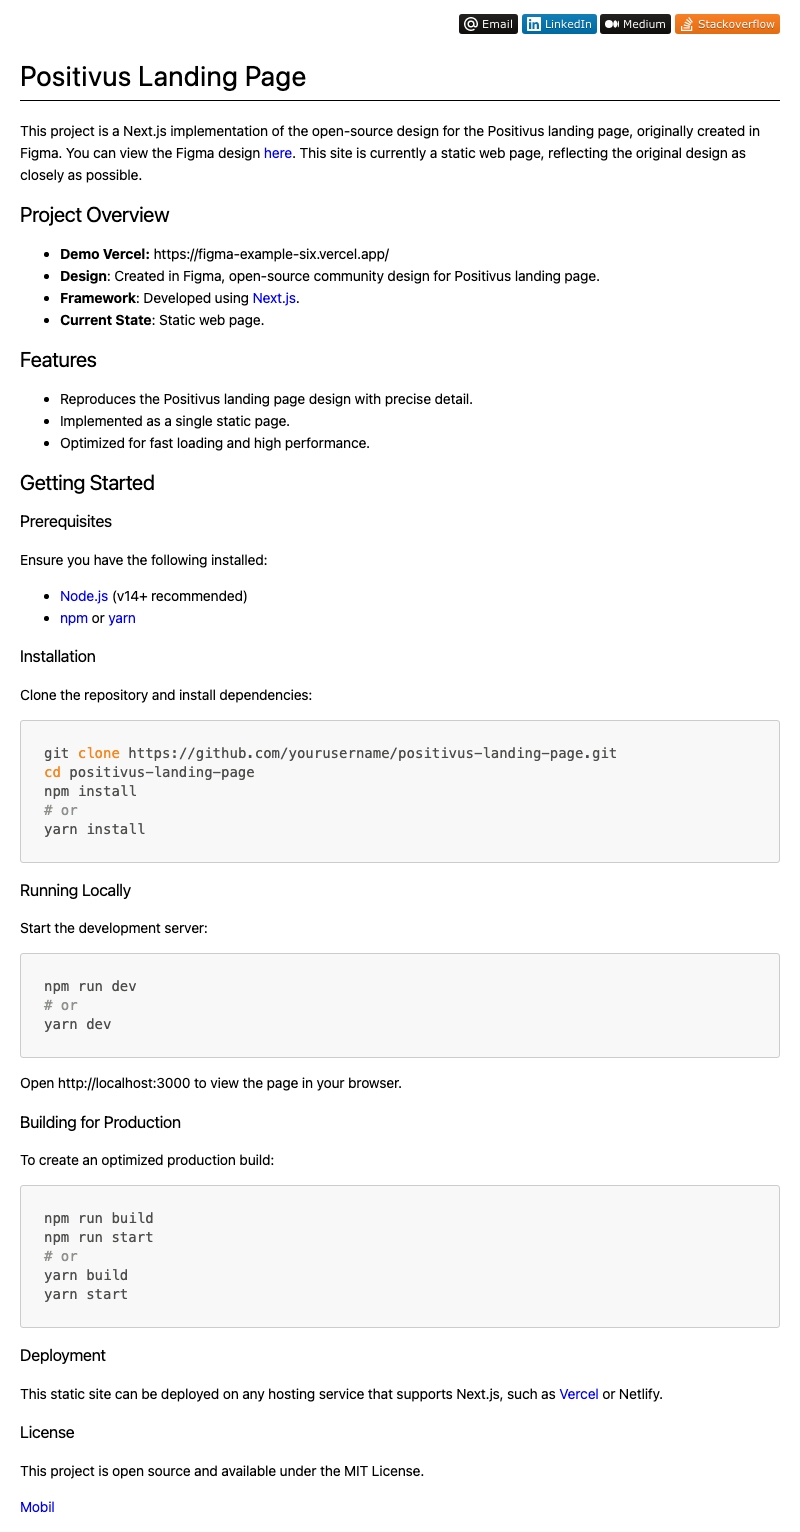 Email LinkedIn Medium Stackoverflow
Positivus Landing Page
This project is a Next.js implementation of the open-source design for the Positivus landing page, originally created in
Figma. You can view the Figma design here. This site is currently a static web page, reflecting the original design as
closely as possible.
Project Overview
• Demo Vercel: https://figma-example-six.vercel.app/
• Design: Created in Figma, open-source community design for Positivus landing page.
• Framework: Developed using Next.js.
• Current State: Static web page.
Features
• Reproduces the Positivus landing page design with precise detail.
• Implemented as a single static page.
• Optimized for fast loading and high performance.
Getting Started
Prerequisites
Ensure you have the following installed:
• Node.js (v14+ recommended)
• npm or yarn
Installation
Clone the repository and install dependencies:
git clone https://github.com/yourusername/positivus-landing-page.git
cd positivus-landing-page
npm install
# or
yarn install
Running Locally
Start the development server:
npm run dev
# or
yarn dev
Open http://localhost:3000 to view the page in your browser.
Building for Production
To create an optimized production build:
npm run build
npm run start
# or
yarn build
yarn start
Deployment
This static site can be deployed on any hosting service that supports Next.js, such as Vercel or Netlify.
License
This project is open source and available under the MIT License.
Mobil